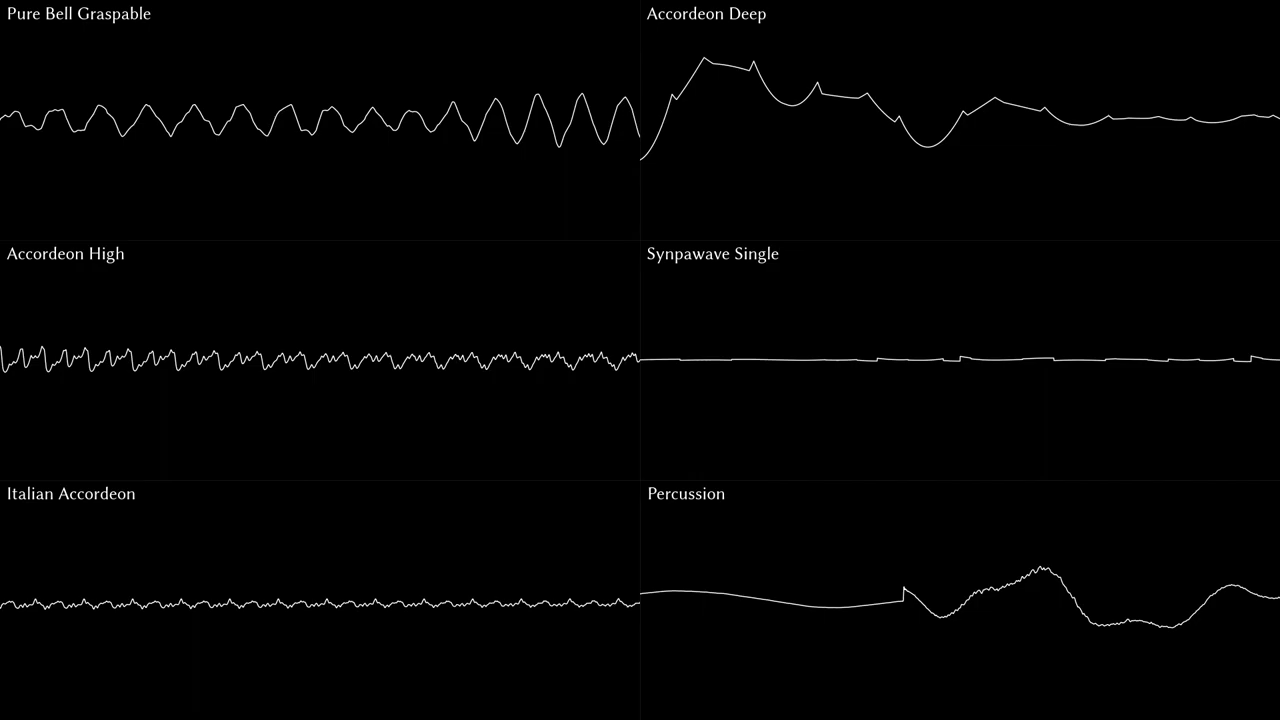 Pure Bell Graspable
Accordeon Deep
Accordeon High
Synpawave Single
Italian Accordeon
Percussion